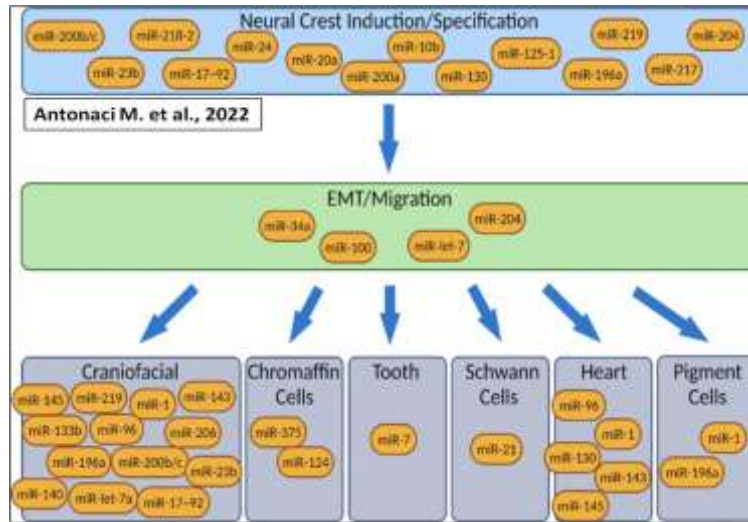 Neural Crest Induction/Specification
miR-200b/c
miR-218-2
miR-24
miR-10b
miR-219
miR-204
miR-23b
miR-17-92
miR-20a
miR-200a
miR-130
miR-125-1
miR-196a
miR-217
Antonaci M. et al., 2022
EMT/Migration
miR-34a
miR-100
miR-let-7
miR-204
Craniofacial
miR-145
miR-219
miR-1
miR-143
miR-133b
miR-96
miR-206
miR-196a
miR-200b/c
miR-23b
miR-140
miR-let-7a
miR-17-92
Chromaffin
Cells
miR-375
miR-124
Tooth
miR-7
Schwann
Cells
miR-21
Heart
miR-96
miR-1
miR-130
miR-143
miR-145
Pigment
Cells
miR-1
miR-196a